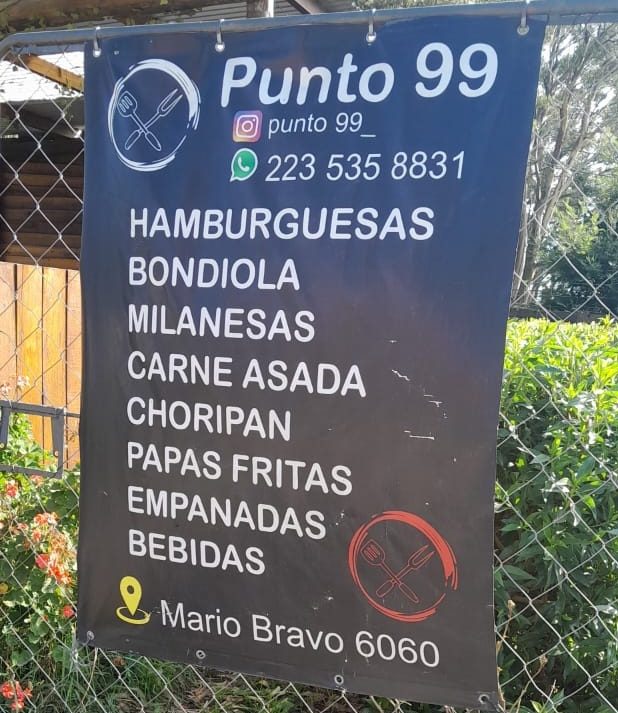 Punto 99
punto 99_
223 535 8831
HAMBURGUESAS
BONDIOLA
MILANESAS
CARNE ASADA
CHORIPAN
PAPAS FRITAS
EMPANADAS
BEBIDAS
Mario Bravo 6060